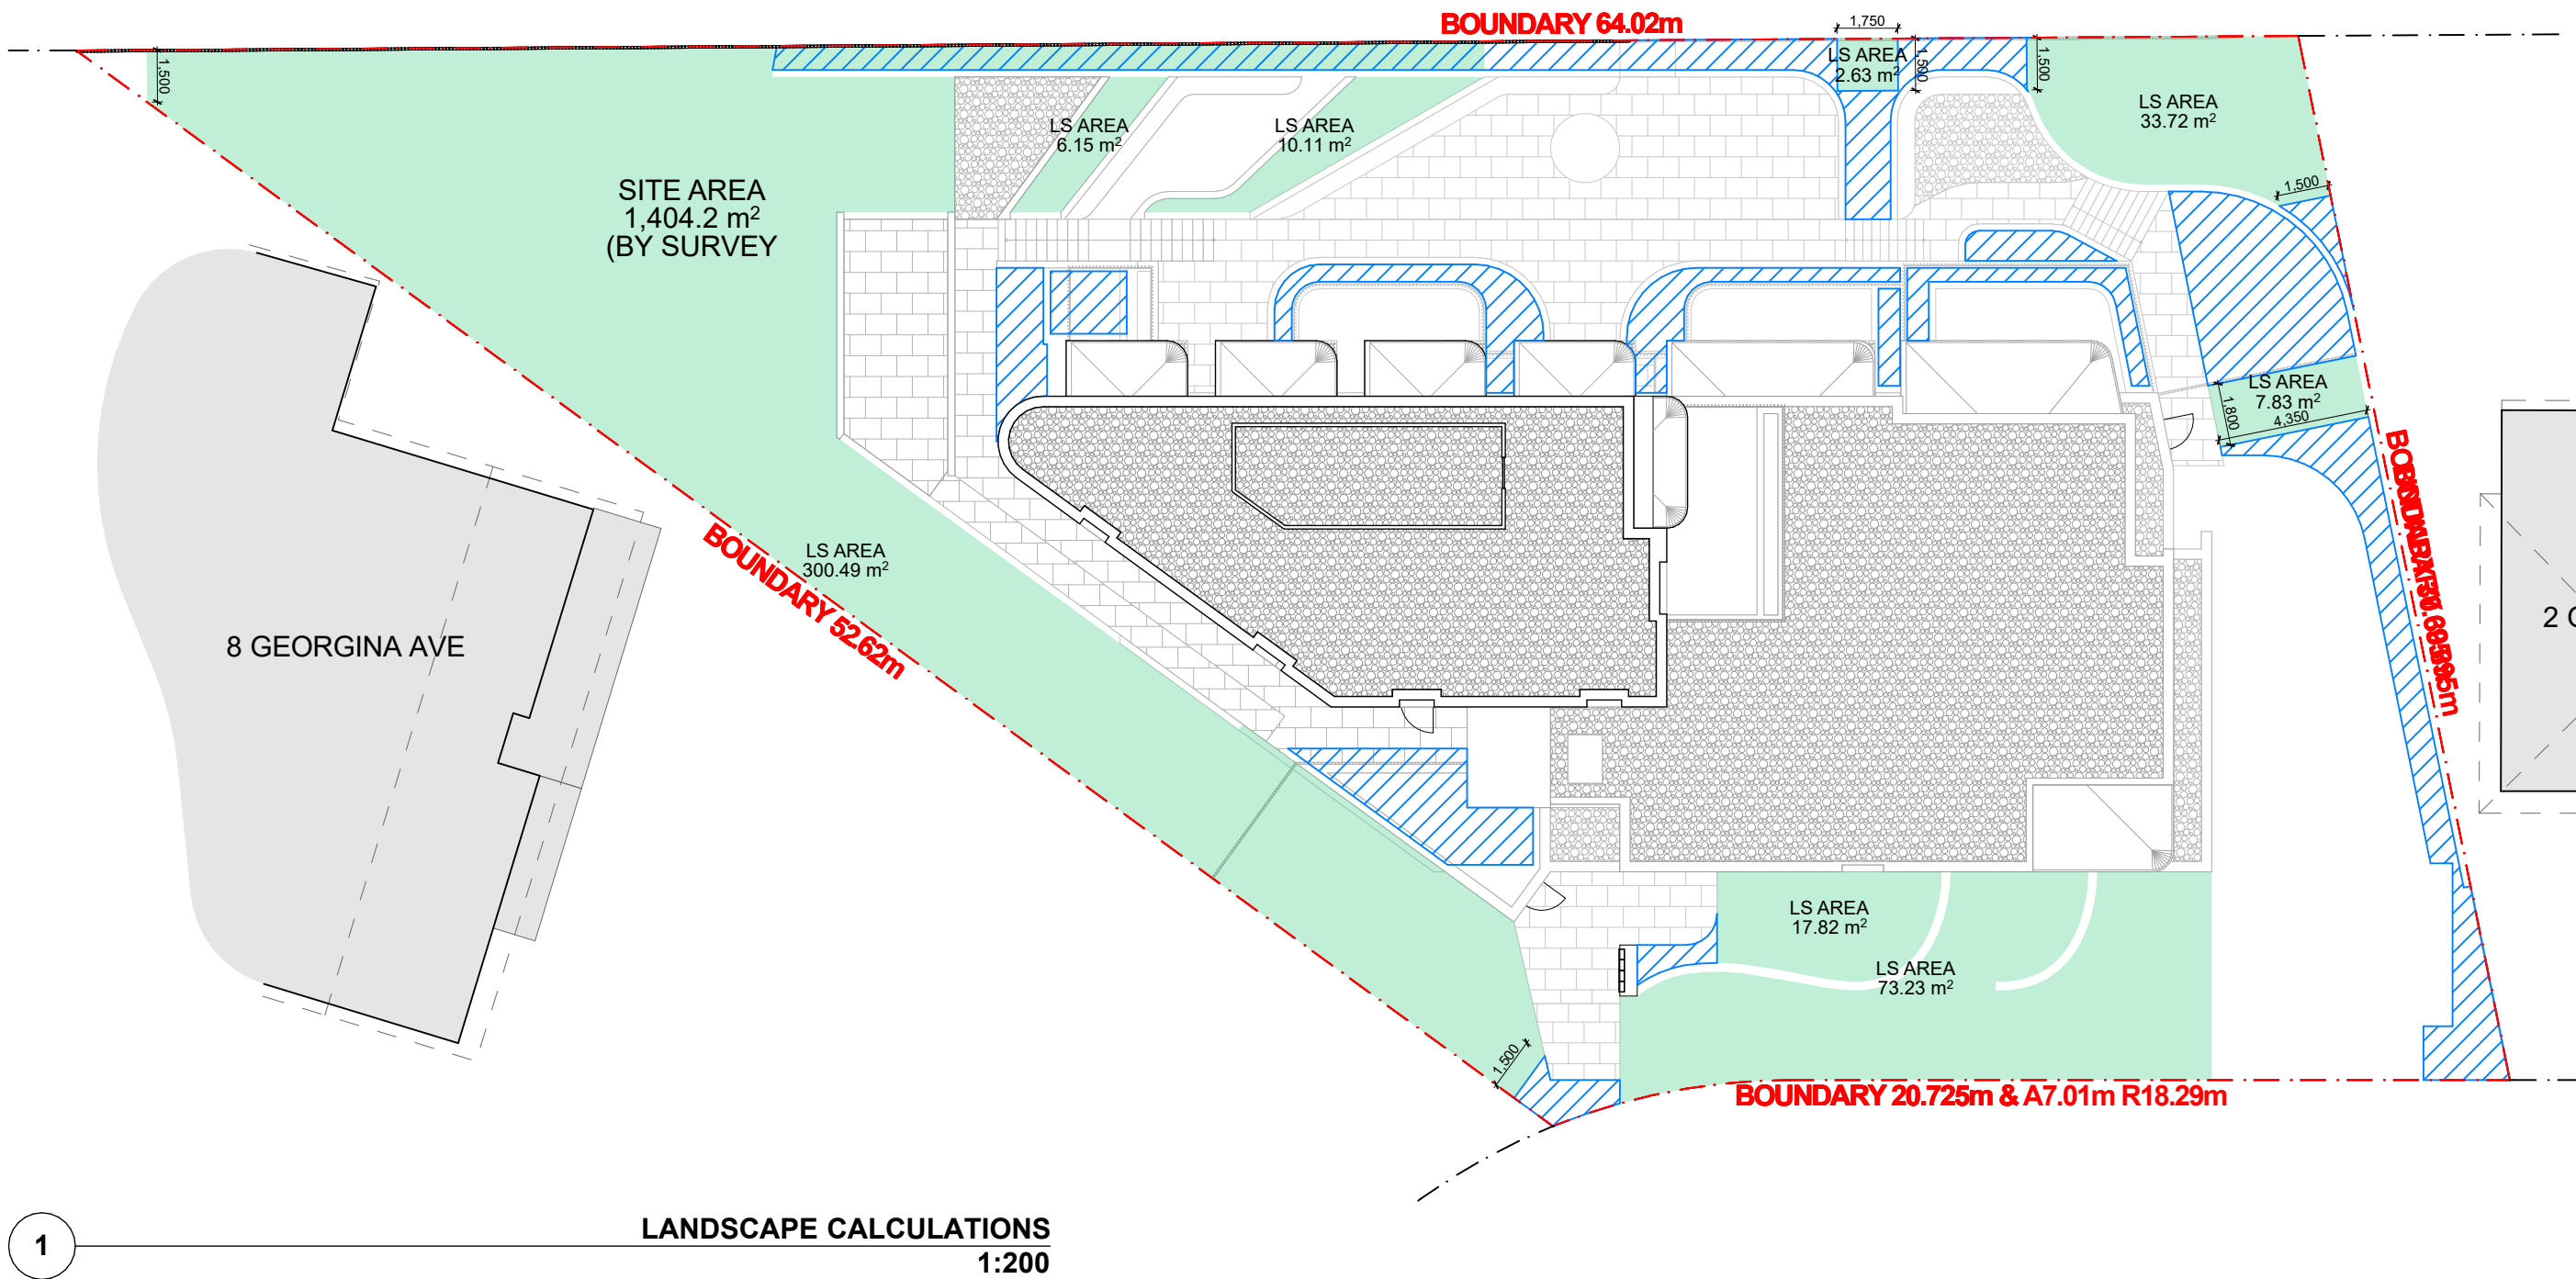 BOUNDARY 64.02m
1,750
1,500
LS AREA
2.63 m²
1,500
1,500
LS AREA
33.72 m²
LS AREA
6.15 m²
LS AREA
10.11 m²
SITE AREA
1,404.2 m²
(BY SURVEY
1,500
LS AREA
7.83 m²
1,800
4,350
BOUNDARY 52.62m
LS AREA
300.49 m²
8 GEORGINA AVE
2
LS AREA
17.82 m²
LS AREA
73.23 m²
1,500
BOUNDARY 20.725m & A7.01m R18.29m
1
LANDSCAPE CALCULATIONS
1:200